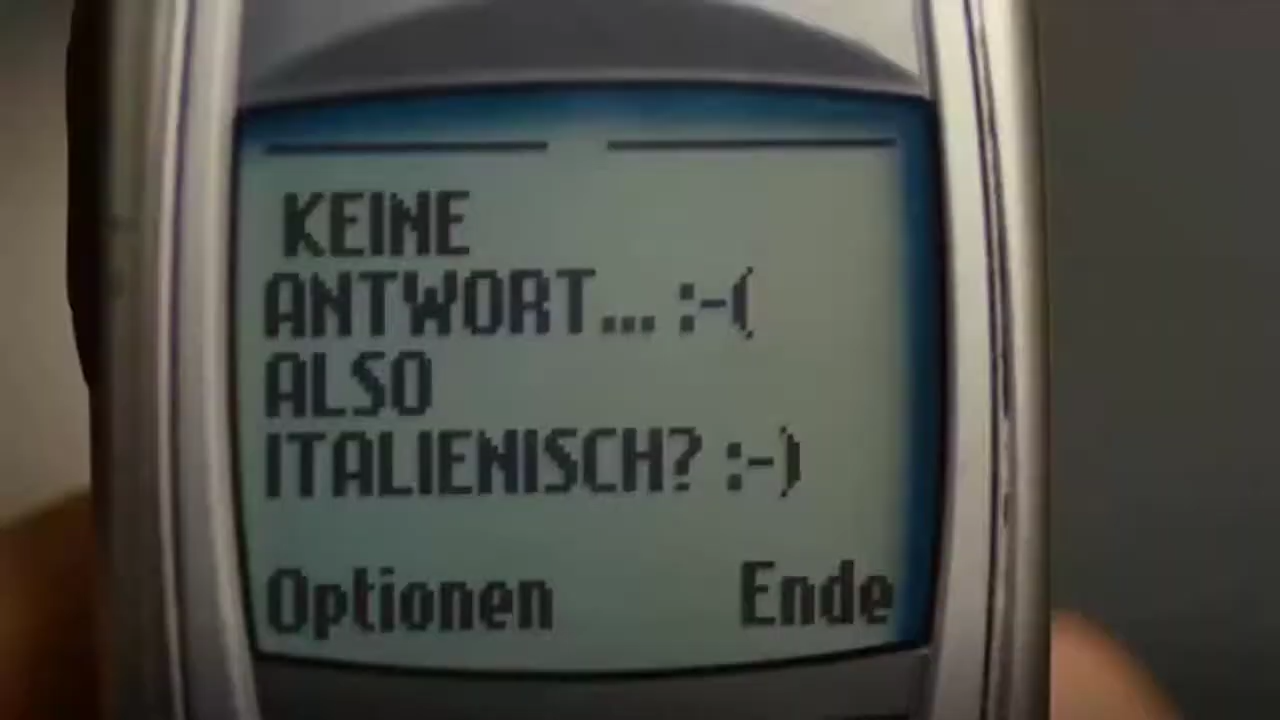 KEINE
ANTWORT... :-(
ALSO
ITALIENISCH? :-)
Optionen Ende